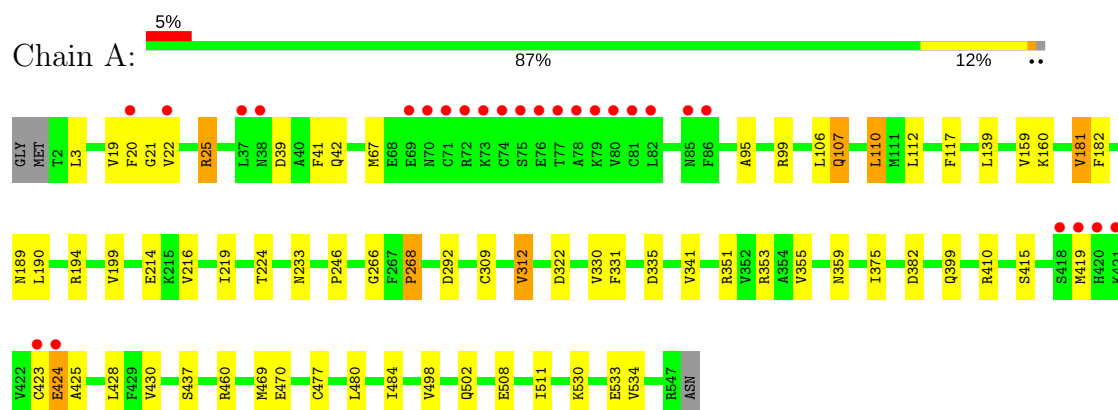 5%
Chain A:
87% 12% ••
GLY MET T2 L3 V19 F20 G21 V22 R25 L37 N38 D39 A40 F41 Q42 M67 E68 E69 N70 C71 R72 K73 C74 S75 E76 T77 A78 K79 V80 C81 L82 N85 F86 A95 R99 L106 Q107 L110 M111 L112 F117 L139 V159 K160 V181 F182
N189 L190 R194 V199 E214 K215 V216 I219 T224 N233 P246 G266 F267 P268 D292 C309 V312 D322 V330 F331 D335 V341 R351 V352 R353 A354 V355 N359 I375 D382 Q399 R410 S415 S418 M419 H420 K421
V422 C423 E424 A425 L428 F429 V430 S437 R460 M469 E470 C477 L480 I484 V498 Q502 E508 I511 K530 E533 V534 R547 ASN